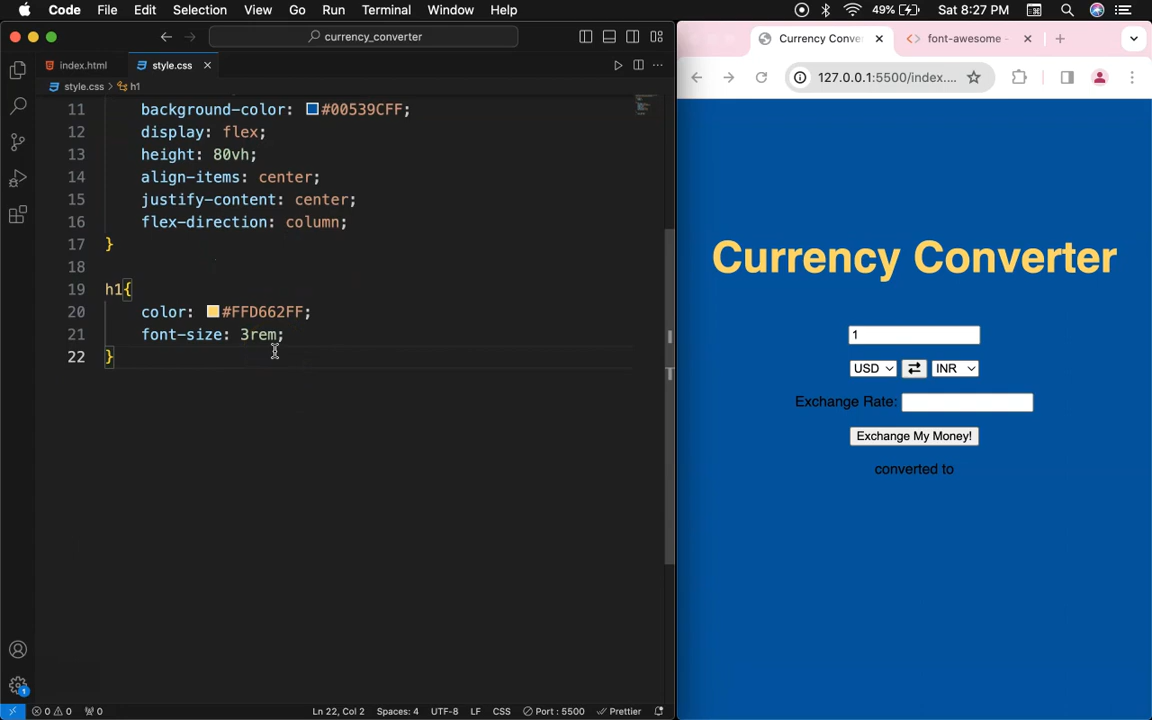 Code File Edit Selection View Go Run Terminal Window Help 49% Sat 8:27 PM
currency_converter
index.html style.css
style.css > h1
11 background-color: #00539CFF;
12 display: flex;
13 height: 80vh;
14 align-items: center;
15 justify-content: center;
16 flex-direction: column;
17 }
18
19 h1{
20 color: #FFD662FF;
21 font-size: 3rem;
22 }
0 0 0 Ln 22, Col 2 Spaces: 4 UTF-8 LF CSS Port : 5500 Prettier
1
Currency Conve font-awesome -
127.0.0.1:5500/index....
Currency Converter
1
USD INR
Exchange Rate:
Exchange My Money!
converted to